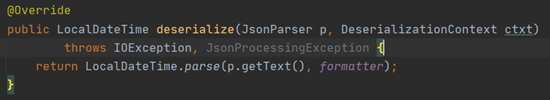 @Override
public LocalDateTime deserialize(JsonParser p, DeserializationContext ctxt)
throws IOException, JsonProcessingException {
return LocalDateTime.parse(p.getText(), formatter);
}